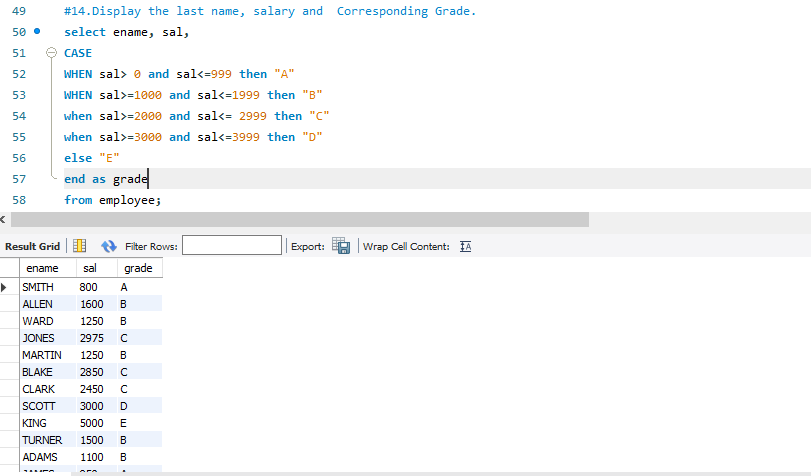 49 #14.Display the last name, salary and  Corresponding Grade.
50 select ename, sal,
51 CASE
52 WHEN sal> 0 and sal<=999 then "A"
53 WHEN sal>=1000 and sal<=1999 then "B"
54 when sal>=2000 and sal<= 2999 then "C"
55 when sal>=3000 and sal<=3999 then "D"
56 else "E"
57 end as grade
58 from employee;
Result Grid Filter Rows: Export: Wrap Cell Content: IA
ename sal grade
SMITH 800 A
ALLEN 1600 B
WARD 1250 B
JONES 2975 C
MARTIN 1250 B
BLAKE 2850 C
CLARK 2450 C
SCOTT 3000 D
KING 5000 E
TURNER 1500 B
ADAMS 1100 B